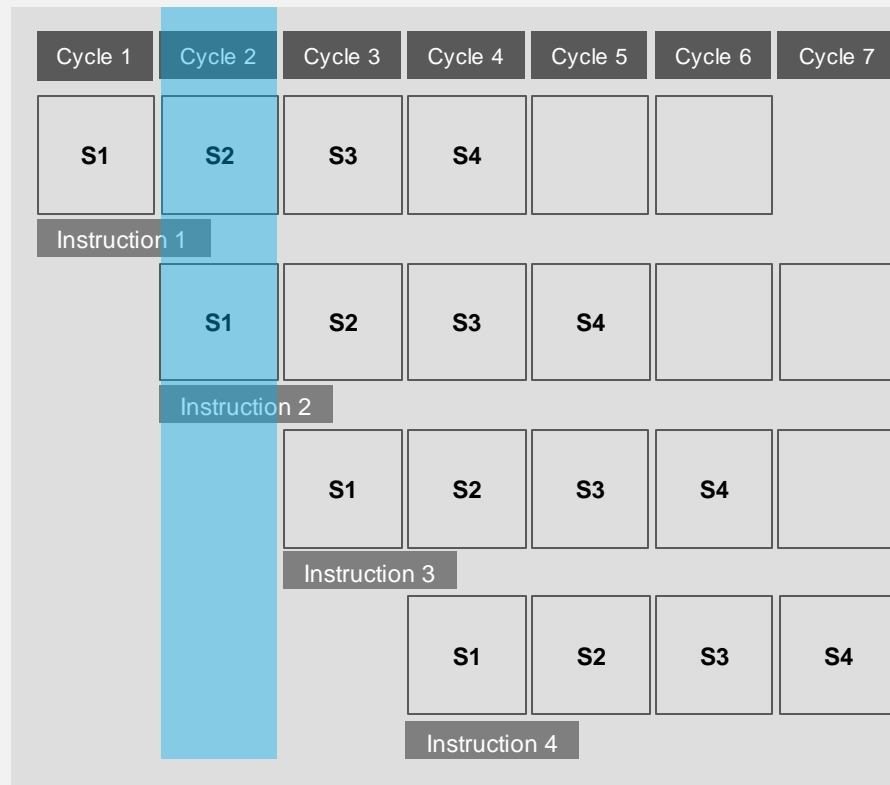 Cycle 1 Cycle 2 Cycle 3 Cycle 4 Cycle 5 Cycle 6 Cycle 7
S1 S2 S3 S4
Instruction 1
S1 S2 S3 S4
Instruction 2
S1 S2 S3 S4
Instruction 3
S1 S2 S3 S4
Instruction 4